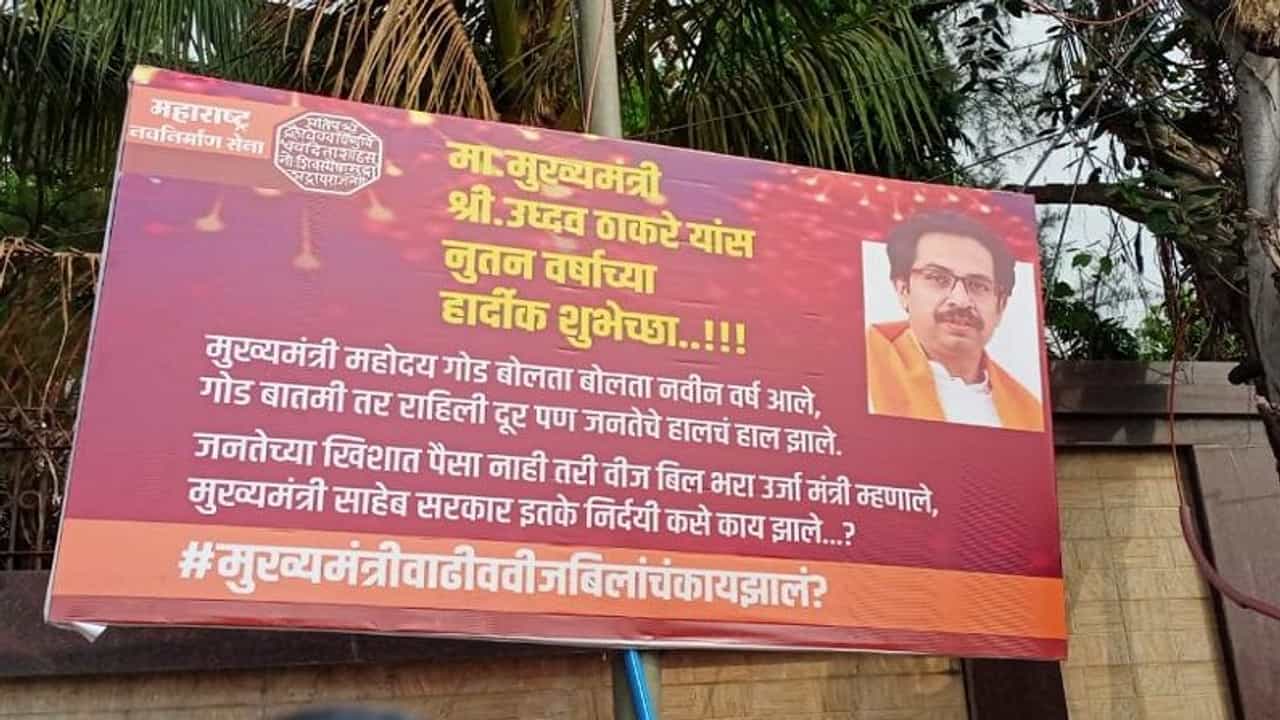 महाराष्ट्र
नवनिर्माण सेना
मा.मुख्यमंत्री
श्री.उध्दव ठाकरे यांस
नुतन वर्षाच्या
हार्दीक शुभेच्छा..!!!
मुख्यमंत्री महोदय गोड बोलता बोलता नवीन वर्ष आले,
गोड बातमी तर राहिली दूर पण जनतेचे हालचं हाल झाले.
जनतेच्या खिशात पैसा नाही तरी वीज बिल भरा उर्जा मंत्री म्हणाले,
मुख्यमंत्री साहेब सरकार इतके निर्दयी कसे काय झाले...?
#मुख्यमंत्रीवाढीववीजबिलांचंकायझालं?